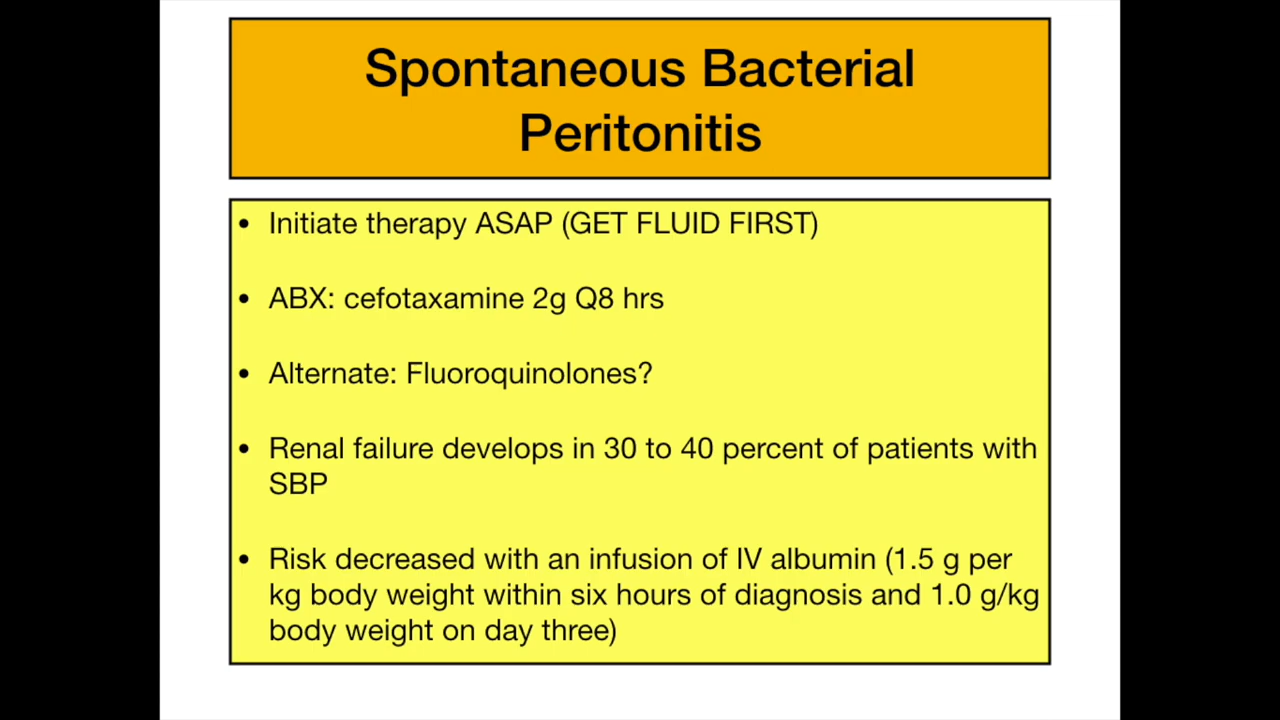 Spontaneous Bacterial
Peritonitis
• Initiate therapy ASAP (GET FLUID FIRST)
• ABX: cefotaxamine 2g Q8 hrs
• Alternate: Fluoroquinolones?
• Renal failure develops in 30 to 40 percent of patients with
SBP
• Risk decreased with an infusion of IV albumin (1.5 g per
kg body weight within six hours of diagnosis and 1.0 g/kg
body weight on day three)